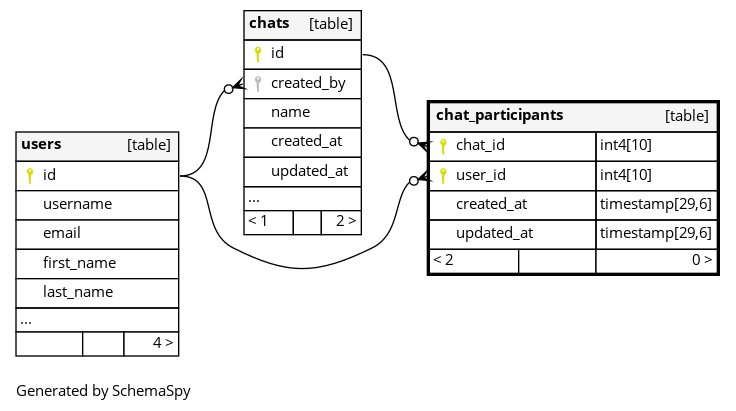 chats [table]
id
created_by
name
created_at
updated_at
...
< 1 2 >
users [table]
id
username
email
first_name
last_name
...
4 >
chat_participants [table]
chat_id int4[10]
user_id int4[10]
created_at timestamp[29,6]
updated_at timestamp[29,6]
< 2 0 >
Generated by SchemaSpy